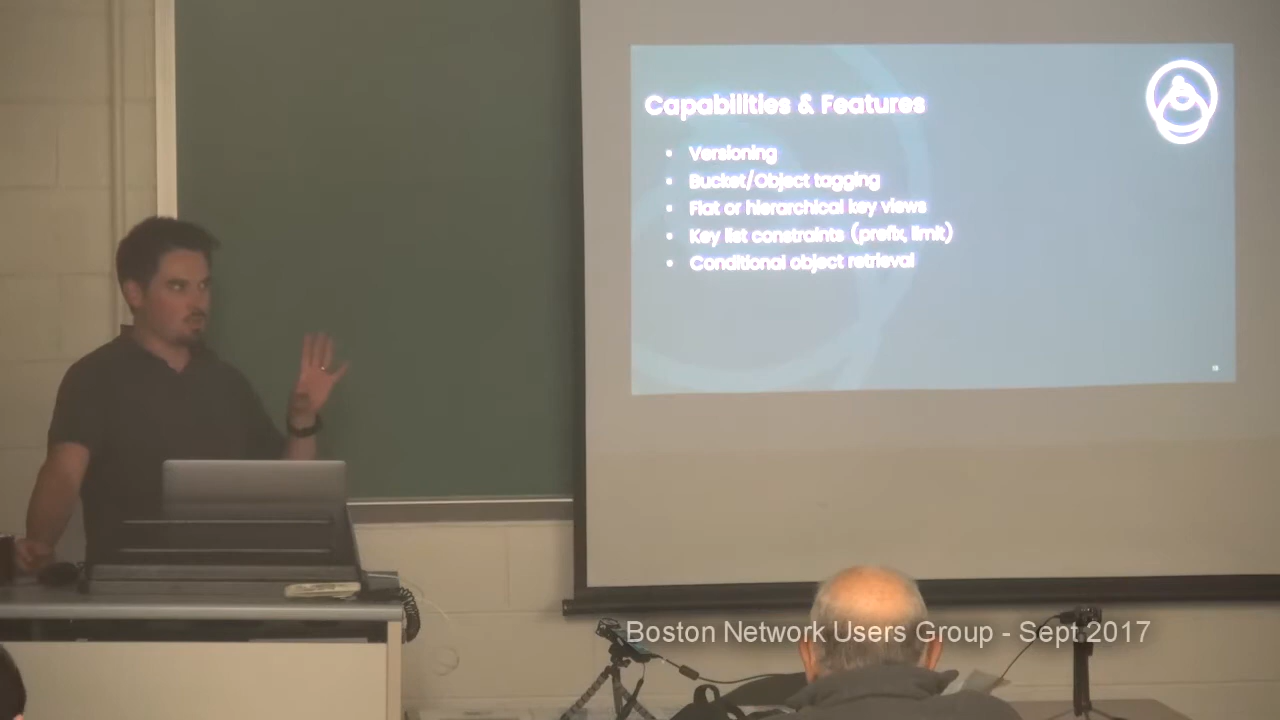 Capabilities & Features
• Versioning
• Bucket/Object tagging
• Flat or hierarchical key views
• Key list constraints (prefix, limit)
• Conditional object retrieval
Boston Network Users Group - Sept 2017